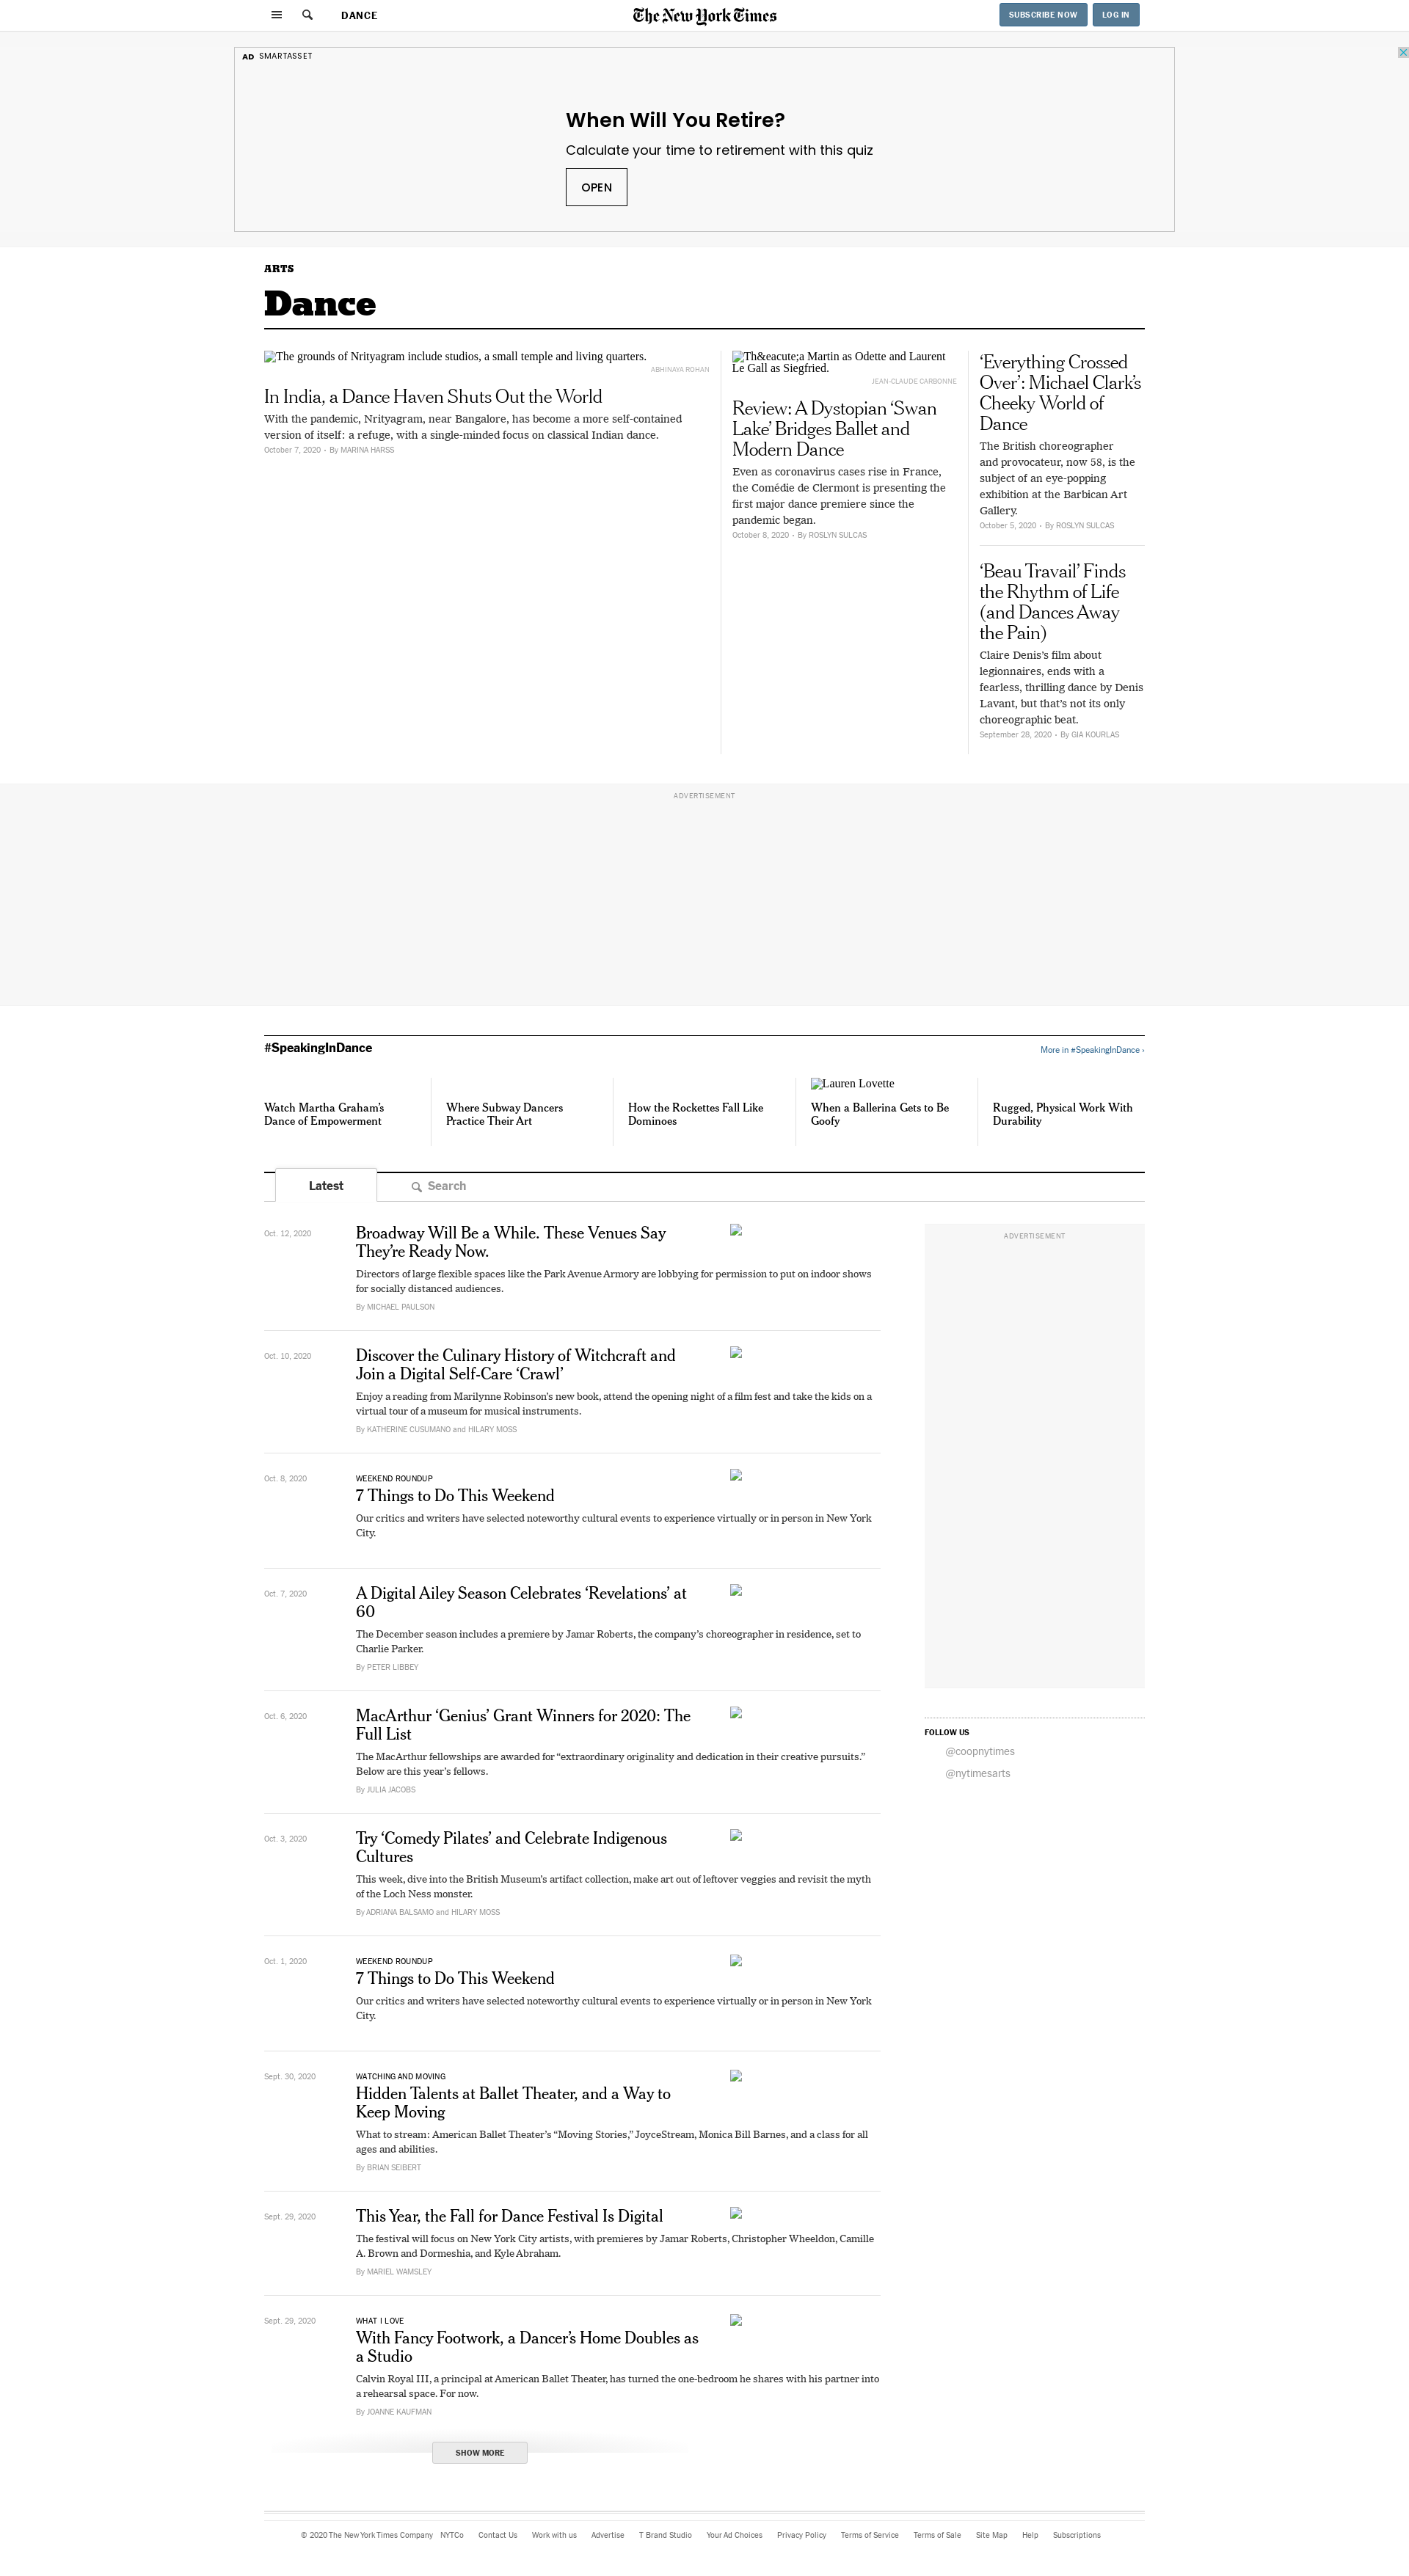 DANCE
The New York Times
SUBSCRIBE NOW
LOG IN
AD SMARTASSET
When Will You Retire?
Calculate your time to retirement with this quiz
OPEN
ARTS
Dance
The grounds of Nrityagram include studios, a small temple and living quarters.
ABHINAYA ROHAN
In India, a Dance Haven Shuts Out the World
With the pandemic, Nrityagram, near Bangalore, has become a more self-contained
version of itself: a refuge, with a single-minded focus on classical Indian dance.
October 7, 2020 • By MARINA HARSS
Th&eacute;a Martin as Odette and Laurent
Le Gall as Siegfried.
JEAN-CLAUDE CARBONNE
Review: A Dystopian ‘Swan
Lake’ Bridges Ballet and
Modern Dance
Even as coronavirus cases rise in France,
the Comédie de Clermont is presenting the
first major dance premiere since the
pandemic began.
October 8, 2020 • By ROSLYN SULCAS
‘Everything Crossed
Over’: Michael Clark’s
Cheeky World of
Dance
The British choreographer
and provocateur, now 58, is the
subject of an eye-popping
exhibition at the Barbican Art
Gallery.
October 5, 2020 • By ROSLYN SULCAS
‘Beau Travail’ Finds
the Rhythm of Life
(and Dances Away
the Pain)
Claire Denis’s film about
legionnaires, ends with a
fearless, thrilling dance by Denis
Lavant, but that’s not its only
choreographic beat.
September 28, 2020 • By GIA KOURLAS
ADVERTISEMENT
#SpeakingInDance
More in #SpeakingInDance ›
Watch Martha Graham’s
Dance of Empowerment
Where Subway Dancers
Practice Their Art
How the Rockettes Fall Like
Dominoes
Lauren Lovette
When a Ballerina Gets to Be
Goofy
Rugged, Physical Work With
Durability
Latest
Search
Oct. 12, 2020
Broadway Will Be a While. These Venues Say
They’re Ready Now.
Directors of large flexible spaces like the Park Avenue Armory are lobbying for permission to put on indoor shows
for socially distanced audiences.
By MICHAEL PAULSON
ADVERTISEMENT
Oct. 10, 2020
Discover the Culinary History of Witchcraft and
Join a Digital Self-Care ‘Crawl’
Enjoy a reading from Marilynne Robinson’s new book, attend the opening night of a film fest and take the kids on a
virtual tour of a museum for musical instruments.
By KATHERINE CUSUMANO and HILARY MOSS
Oct. 8, 2020
WEEKEND ROUNDUP
7 Things to Do This Weekend
Our critics and writers have selected noteworthy cultural events to experience virtually or in person in New York
City.
Oct. 7, 2020
A Digital Ailey Season Celebrates ‘Revelations’ at
60
The December season includes a premiere by Jamar Roberts, the company’s choreographer in residence, set to
Charlie Parker.
By PETER LIBBEY
Oct. 6, 2020
MacArthur ‘Genius’ Grant Winners for 2020: The
Full List
The MacArthur fellowships are awarded for “extraordinary originality and dedication in their creative pursuits.”
Below are this year’s fellows.
By JULIA JACOBS
FOLLOW US
@coopnytimes
@nytimesarts
Oct. 3, 2020
Try ‘Comedy Pilates’ and Celebrate Indigenous
Cultures
This week, dive into the British Museum’s artifact collection, make art out of leftover veggies and revisit the myth
of the Loch Ness monster.
By ADRIANA BALSAMO and HILARY MOSS
Oct. 1, 2020
WEEKEND ROUNDUP
7 Things to Do This Weekend
Our critics and writers have selected noteworthy cultural events to experience virtually or in person in New York
City.
Sept. 30, 2020
WATCHING AND MOVING
Hidden Talents at Ballet Theater, and a Way to
Keep Moving
What to stream: American Ballet Theater’s “Moving Stories,” JoyceStream, Monica Bill Barnes, and a class for all
ages and abilities.
By BRIAN SEIBERT
Sept. 29, 2020
This Year, the Fall for Dance Festival Is Digital
The festival will focus on New York City artists, with premieres by Jamar Roberts, Christopher Wheeldon, Camille
A. Brown and Dormeshia, and Kyle Abraham.
By MARIEL WAMSLEY
Sept. 29, 2020
WHAT I LOVE
With Fancy Footwork, a Dancer’s Home Doubles as
a Studio
Calvin Royal III, a principal at American Ballet Theater, has turned the one-bedroom he shares with his partner into
a rehearsal space. For now.
By JOANNE KAUFMAN
SHOW MORE
© 2020 The New York Times Company NYTCo Contact Us Work with us Advertise T Brand Studio Your Ad Choices Privacy Policy Terms of Service Terms of Sale Site Map Help Subscriptions